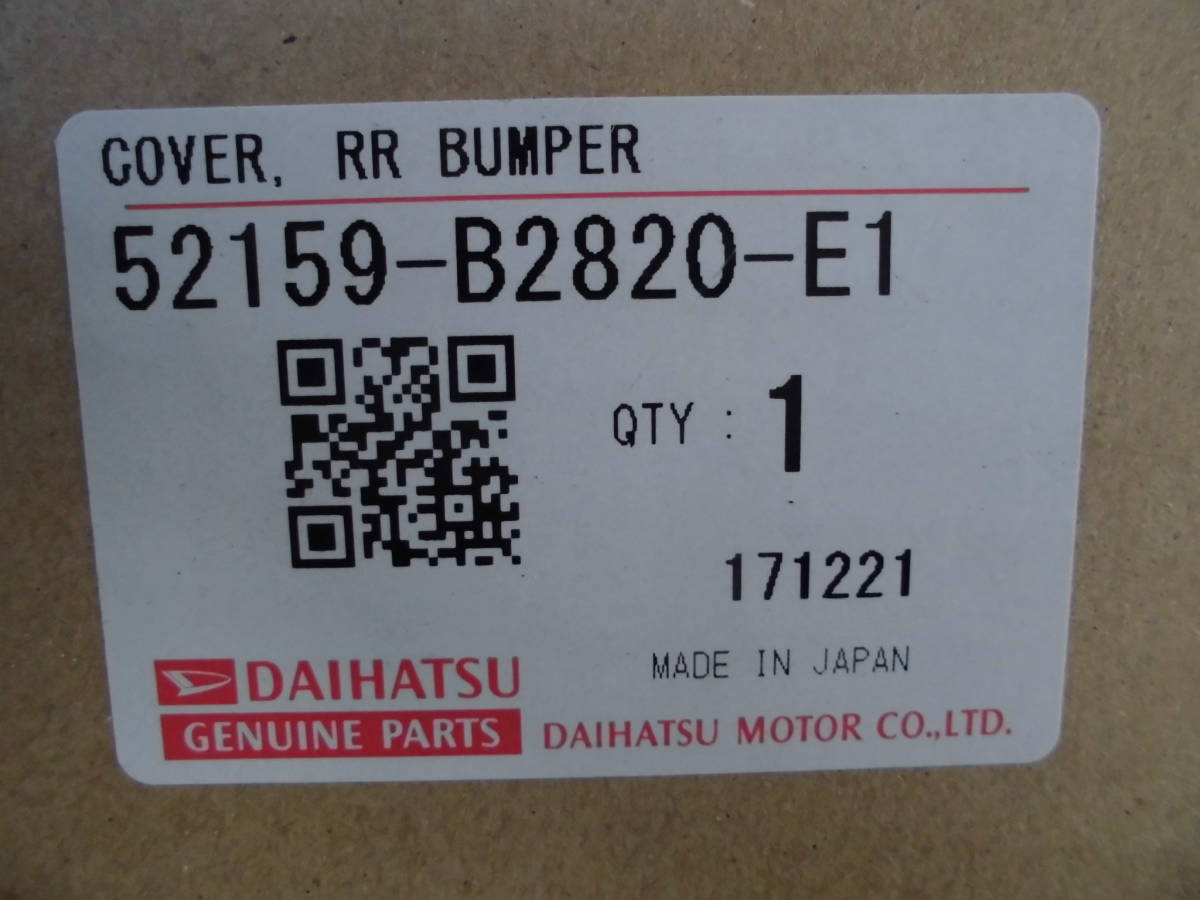 COVER, RR BUMPER
52159-B2820-E1
QTY : 1
171221
MADE IN JAPAN
DAIHATSU
GENUINE PARTS
DAIHATSU MOTOR CO.,LTD.